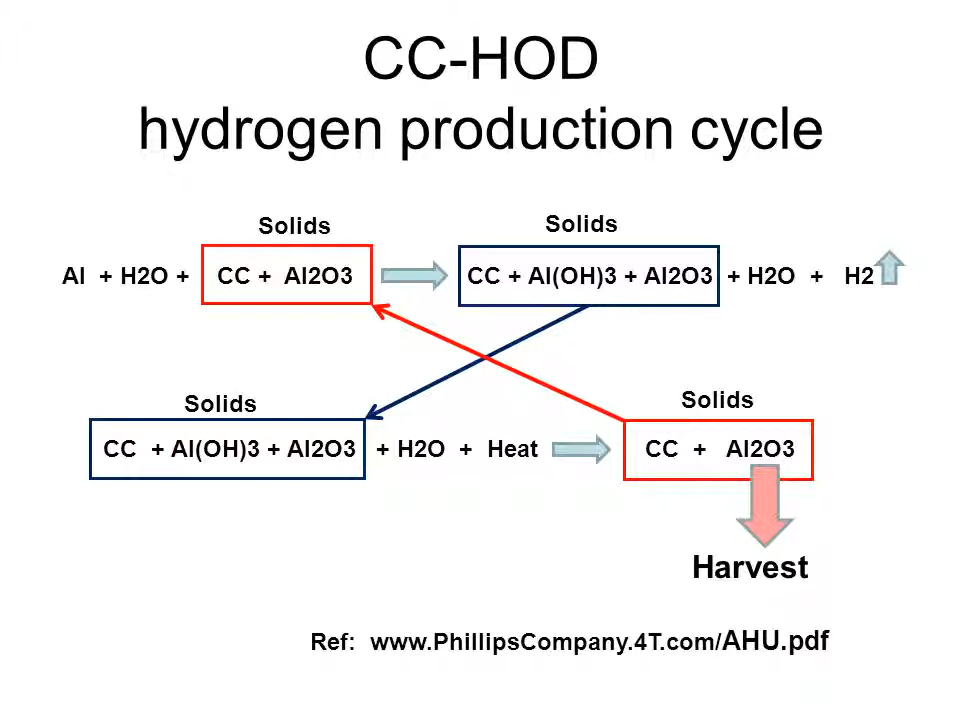 CC-HOD
hydrogen production cycle
Solids Solids
Al + H2O + CC + Al2O3 CC + Al(OH)3 + Al2O3 + H2O + H2
Solids Solids
CC + Al(OH)3 + Al2O3 + H2O + Heat CC + Al2O3
Harvest
Ref: www.PhillipsCompany.4T.com/AHU.pdf